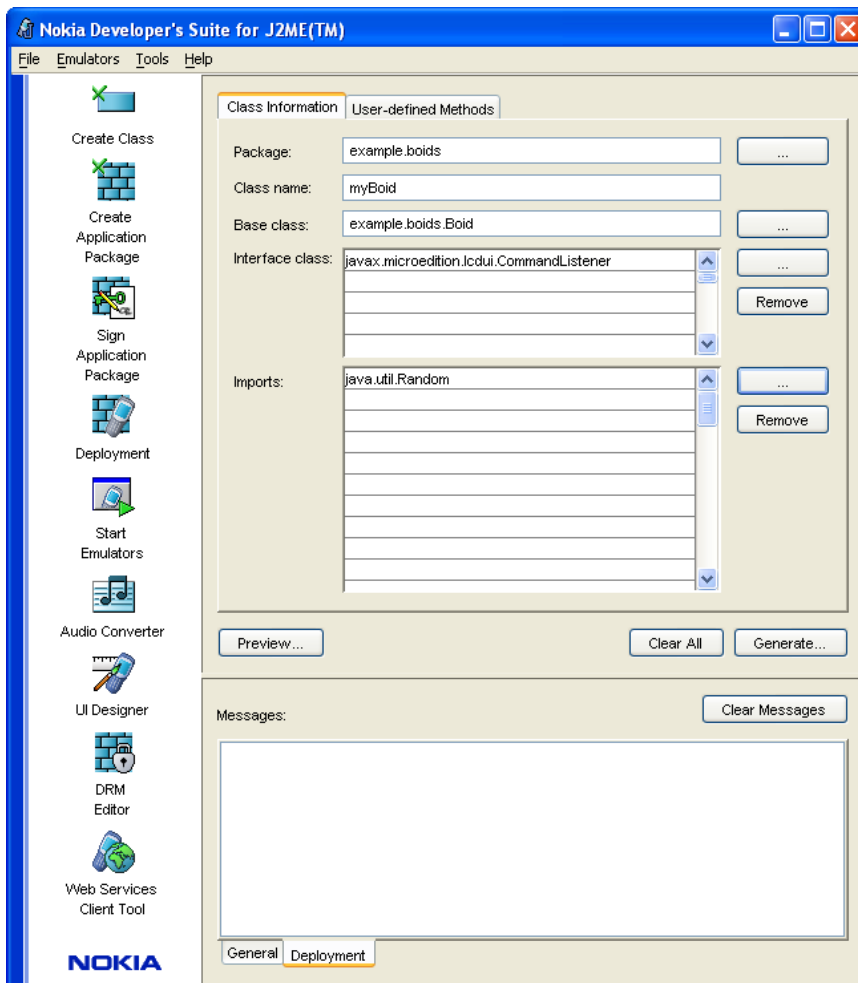 Nokia Developer's Suite for J2ME(TM)
File Emulators Tools Help
Create Class
Create
Application
Package
Sign
Application
Package
Deployment
Start
Emulators
Audio Converter
UI Designer
DRM
Editor
Web Services
Client Tool
NOKIA
Class Information User-defined Methods
Package: example.boids ...
Class name: myBoid
Base class: example.boids.Boid ...
Interface class: javax.microedition.lcdui.CommandListener ...
Remove
Imports: java.util.Random ...
Remove
Preview... Clear All Generate...
Messages: Clear Messages
General Deployment